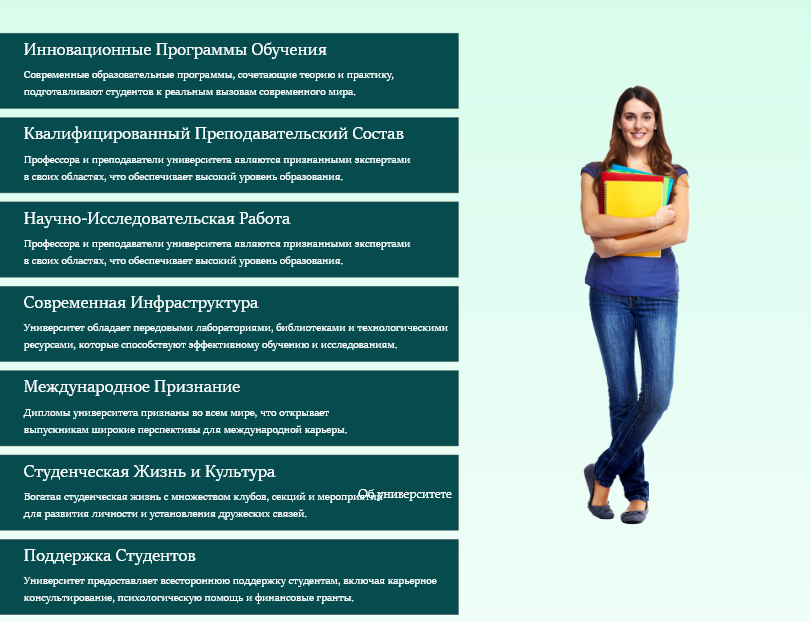 Инновационные Программы Обучения
Современные образовательные программы, сочетающие теорию и практику,
подготавливают студентов к реальным вызовам современного мира.
Квалифицированный Преподавательский Состав
Профессора и преподаватели университета являются признанными экспертами
в своих областях, что обеспечивает высокий уровень образования.
Научно-Исследовательская Работа
Профессора и преподаватели университета являются признанными экспертами
в своих областях, что обеспечивает высокий уровень образования.
Современная Инфраструктура
Университет обладает передовыми лабораториями, библиотеками и технологическими
ресурсами, которые способствуют эффективному обучению и исследованиям.
Международное Признание
Дипломы университета признаны во всем мире, что открывает
выпускникам широкие перспективы для международной карьеры.
Студенческая Жизнь и Культура
Богатая студенческая жизнь с множеством клубов, секций и
Об университете
для развития личности и установления дружеских связей.
Поддержка Студентов
Университет предоставляет всестороннюю поддержку студентам, включая карьерное
консультирование, психологическую помощь и финансовые гранты.